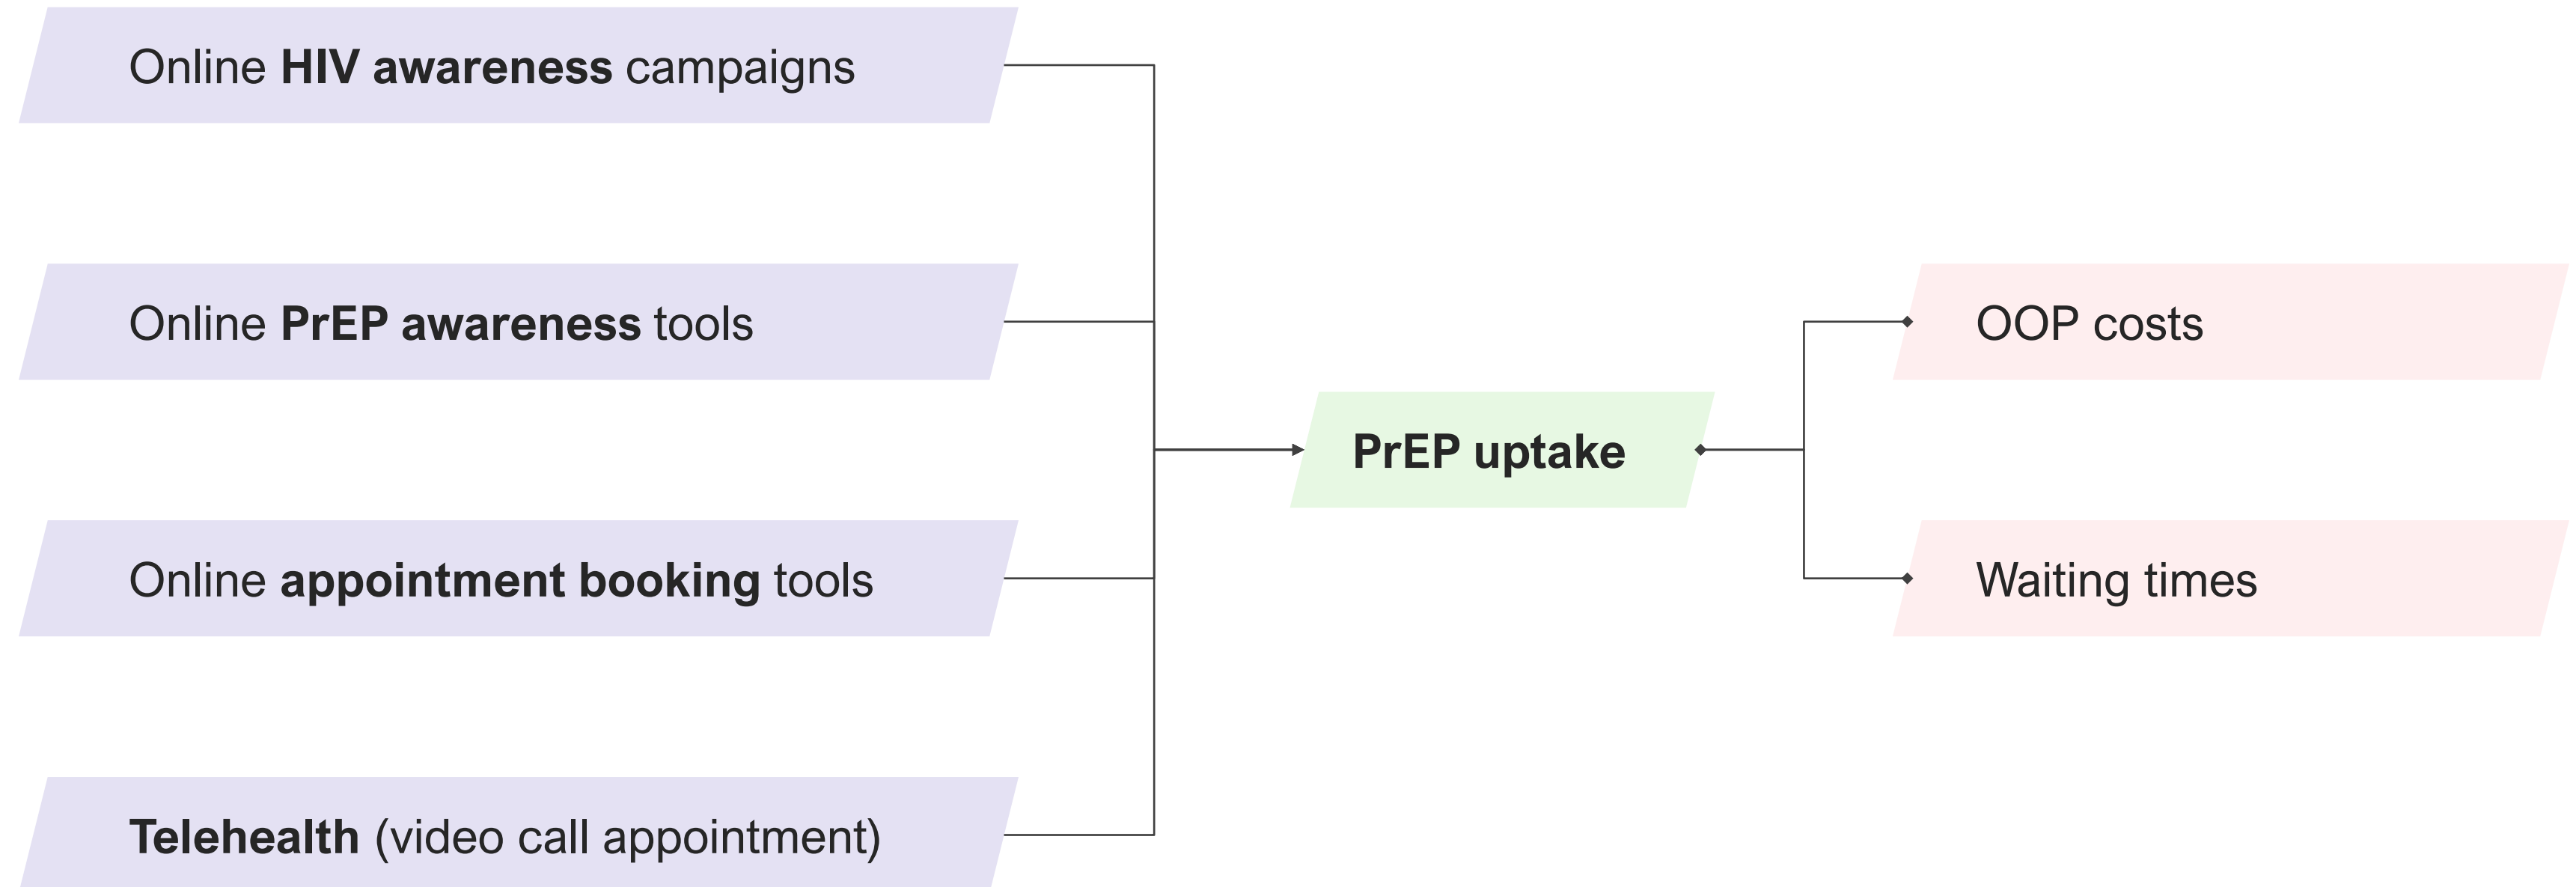 Online HIV awareness campaigns
Online PrEP awareness tools
Online appointment booking tools
Telehealth (video call appointment)
PrEP uptake
OOP costs
Waiting times